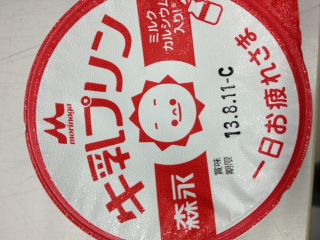 morinaga
牛乳プリン
ミルク
カルシウム
入り!
森永
賞味
期限
13.8.11-C
一日お疲れさま